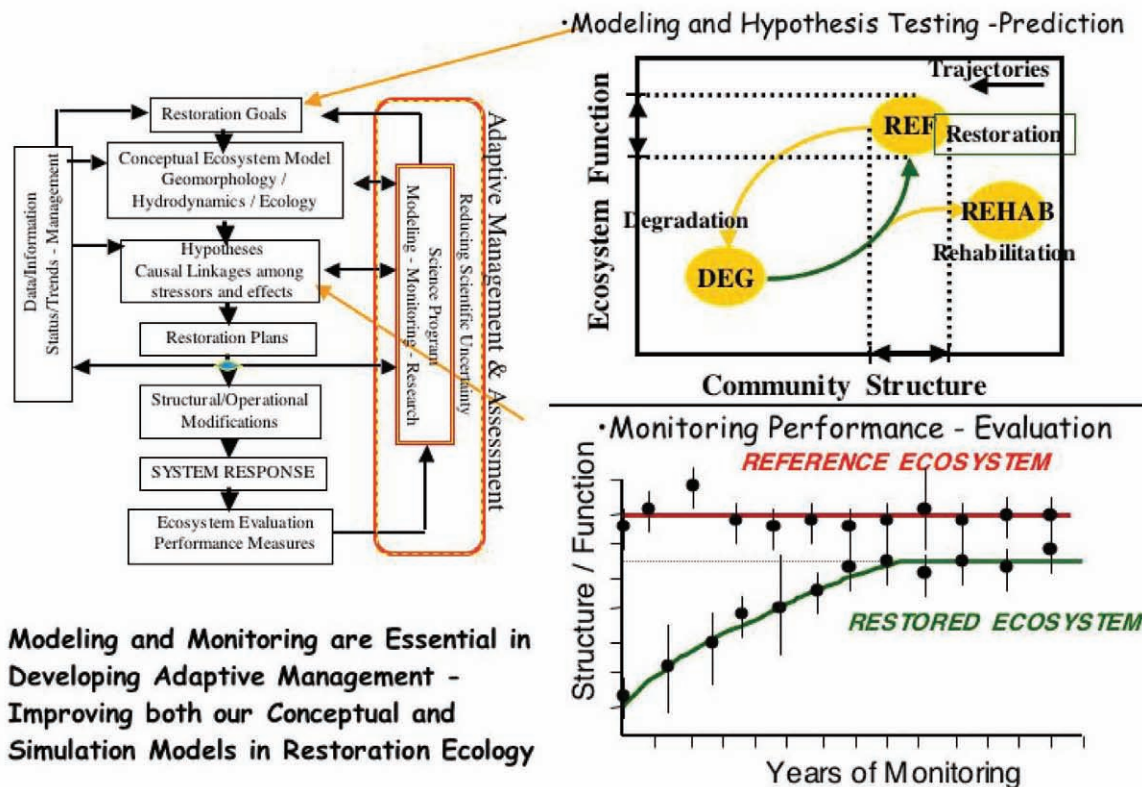 Restoration Goals
Conceptual Ecosystem Model
Geomorphology /
Hydrodynamics / Ecology
Hypotheses
Causal Linkages among
stressors and effects
Restoration Plans
Structural/Operational
Modifications
SYSTEM RESPONSE
Ecosystem Evaluation
Performance Measures
Data/Information
Status/Trends - Management
Science Program
Modeling - Monitoring - Research
Reducing Scientific Uncertainty
Adaptive Management & Assessment
Modeling and Monitoring are Essential in
Developing Adaptive Management -
Improving both our Conceptual and
Simulation Models in Restoration Ecology
·Modeling and Hypothesis Testing -Prediction
Trajectories
REF
Restoration
Degradation
REHAB
Rehabilitation
DEG
Ecosystem Function
Community Structure
·Monitoring Performance - Evaluation
REFERENCE ECOSYSTEM
RESTORED ECOSYSTEM
Structure / Function
Years of Monitoring